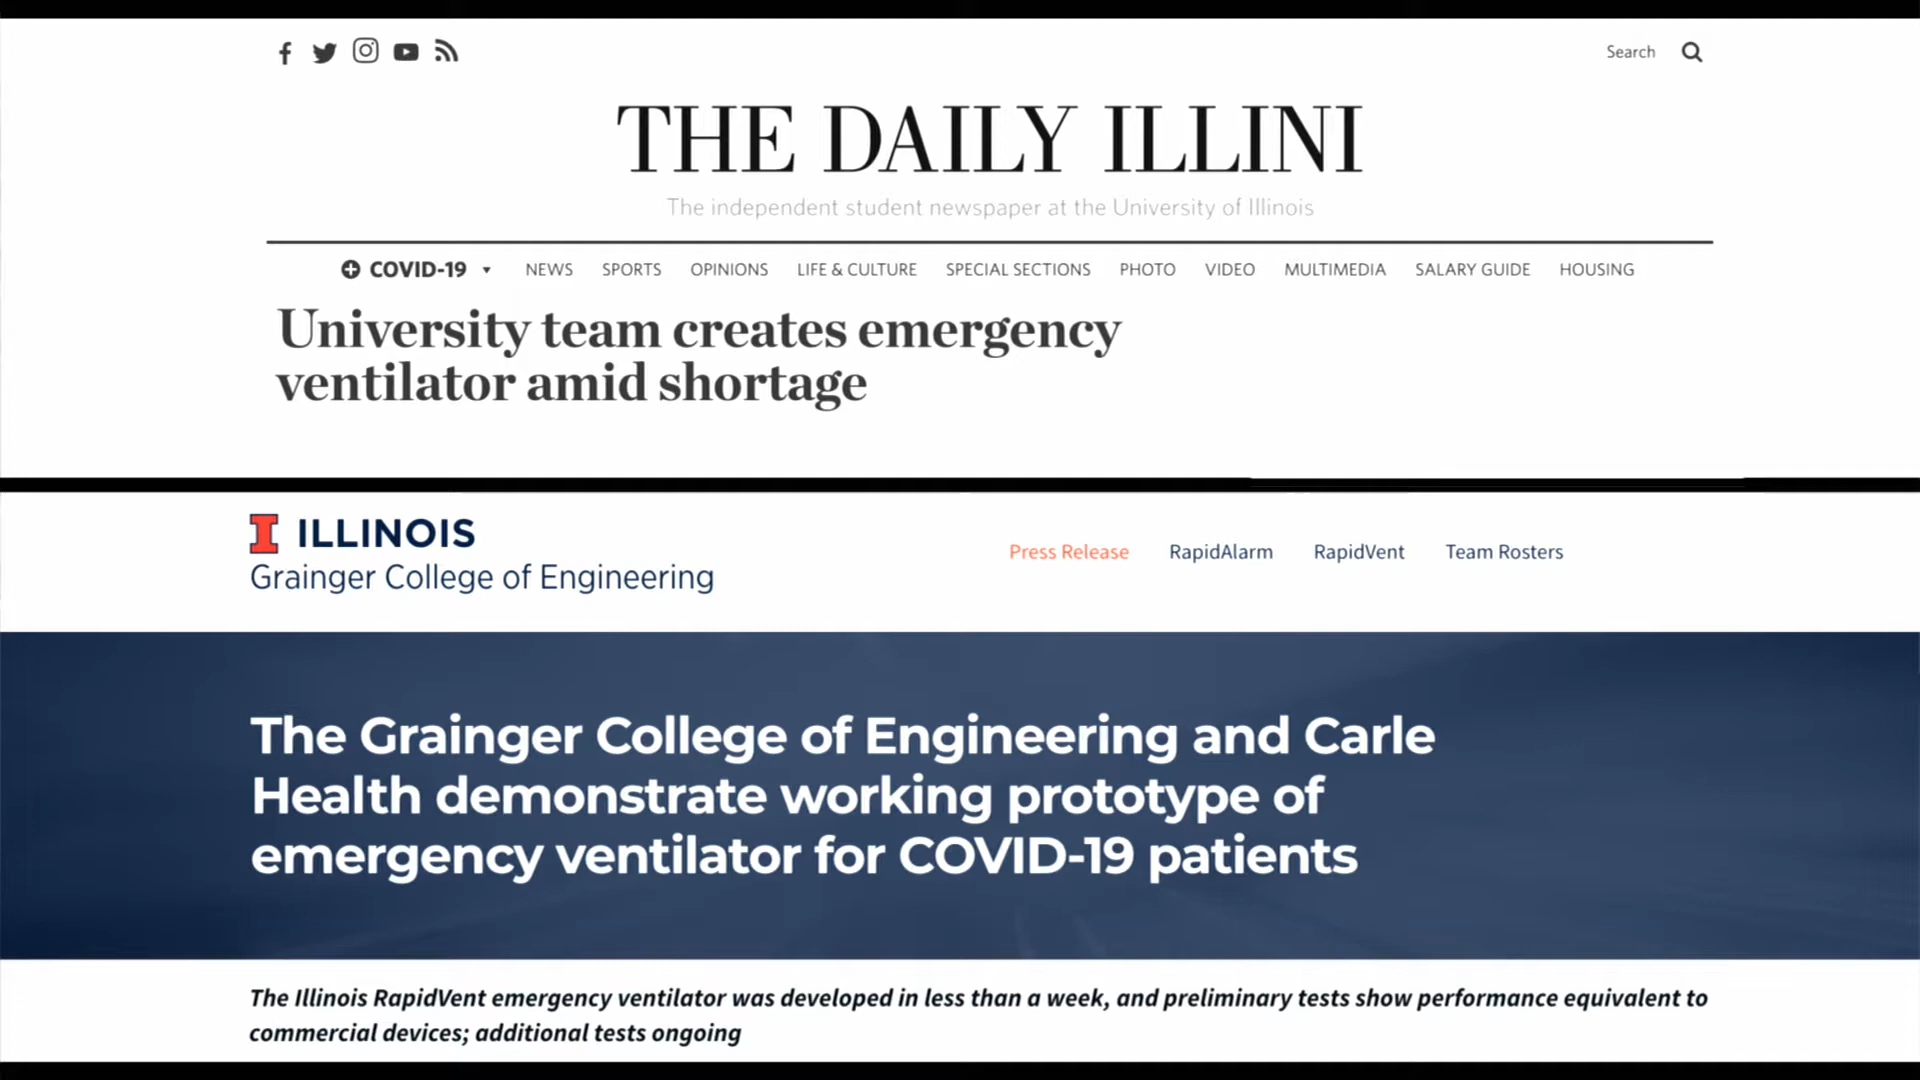 Search
THE DAILY ILLINI
The independent student newspaper at the University of Illinois
COVID-19 NEWS SPORTS OPINIONS LIFE & CULTURE SPECIAL SECTIONS PHOTO VIDEO MULTIMEDIA SALARY GUIDE HOUSING
University team creates emergency
ventilator amid shortage
I ILLINOIS
Grainger College of Engineering
Press Release RapidAlarm RapidVent Team Rosters
The Grainger College of Engineering and Carle
Health demonstrate working prototype of
emergency ventilator for COVID-19 patients
The Illinois RapidVent emergency ventilator was developed in less than a week, and preliminary tests show performance equivalent to
commercial devices; additional tests ongoing